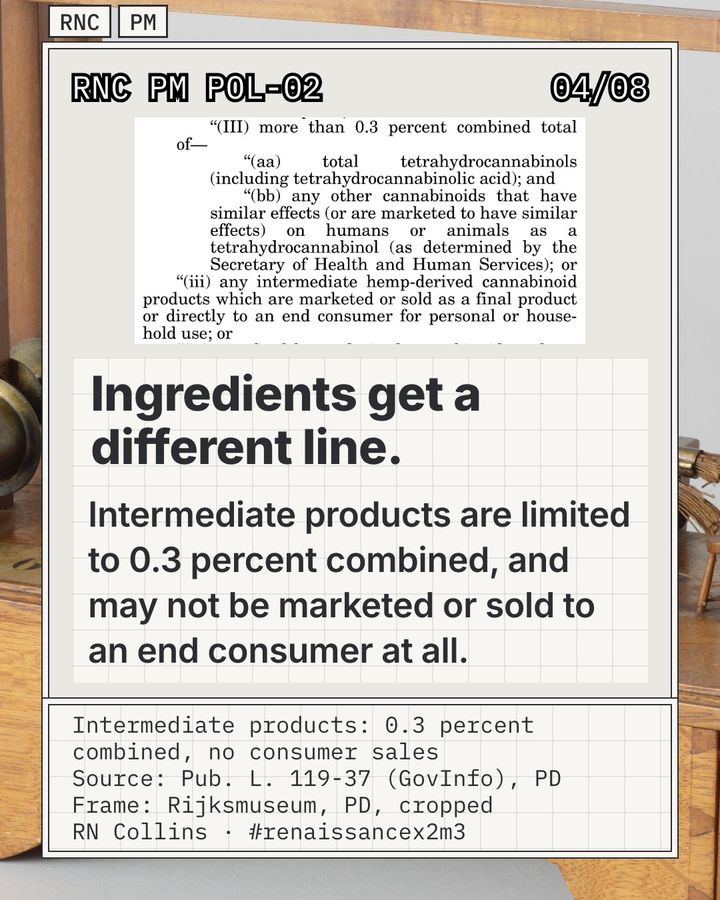 RNC PM
RNC PM POL-02 04/08
“(III) more than 0.3 percent combined total
of—
“(aa) total tetrahydrocannabinols
(including tetrahydrocannabinolic acid); and
“(bb) any other cannabinoids that have
similar effects (or are marketed to have similar
effects) on humans or animals as a
tetrahydrocannabinol (as determined by the
Secretary of Health and Human Services); or
“(iii) any intermediate hemp-derived cannabinoid
products which are marketed or sold as a final product
or directly to an end consumer for personal or house-
hold use; or
Ingredients get a
different line.
Intermediate products are limited
to 0.3 percent combined, and
may not be marketed or sold to
an end consumer at all.
Intermediate products: 0.3 percent
combined, no consumer sales
Source: Pub. L. 119-37 (GovInfo), PD
Frame: Rijksmuseum, PD, cropped
RN Collins · #renaissancex2m3